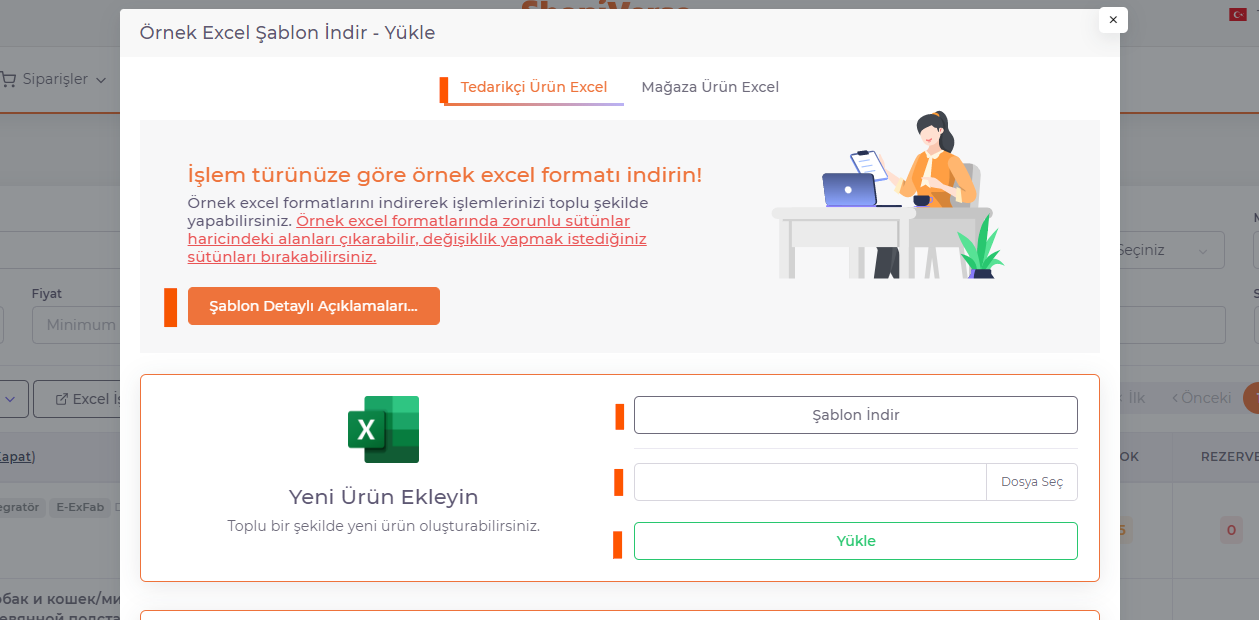 Örnek Excel Şablon İndir - Yükle
×
Siparişler
Tedarikçi Ürün Excel
Mağaza Ürün Excel
İşlem türünüze göre örnek excel formatı indirin!
Örnek excel formatlarını indirerek işlemlerinizi toplu şekilde
yapabilirsiniz. Örnek excel formatlarında zorunlu sütünlar
haricindeki alanları çıkarabilir, değişiklik yapmak istediğiniz
sütünları bırakabilirsiniz.
Seçiniz
Fiyat
Minimum
Şablon Detaylı Açıklamaları...
Excel
İlk
Önceki
X
Yeni Ürün Ekleyin
Toplu bir şekilde yeni ürün oluşturabilirsiniz.
Şablon İndir
Dosya Seç
Yükle
Kapat)
OK
REZERVE
egratör
E-ExFab
5
0
обак и кошек/ми